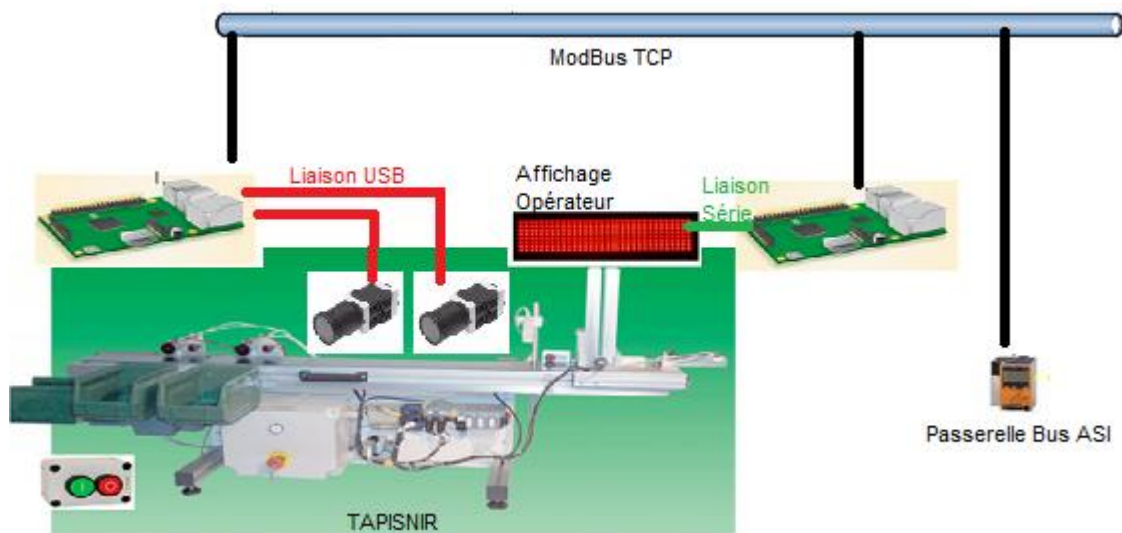 ModBus TCP
Liaison USB
Affichage
Opérateur
Liaison
Série
Passerelle Bus ASI
TAPISNIR